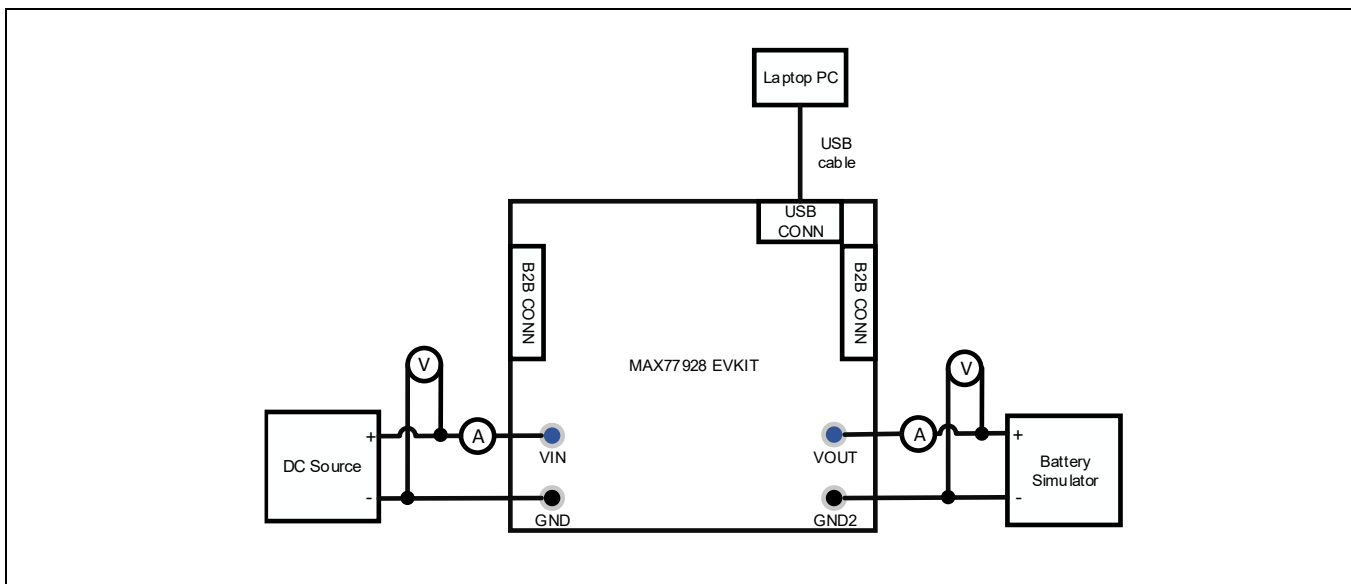 Laptop PC
USB
cable
USB
CONN
B2B CONN
B2B CONN
MAX77928 EVKIT
V
V
DC Source
+
-
A
VIN
GND
VOUT
GND2
A
+
-
Battery
Simulator